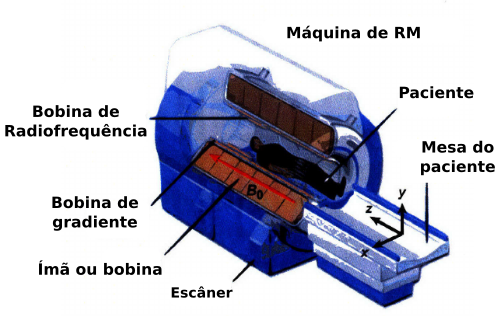 Máquina de RM
Paciente
Bobina de
Radiofrequência
Mesa do
paciente
Bobina de
gradiente
B₀
y
z
x
Ímã ou bobina
Escâner